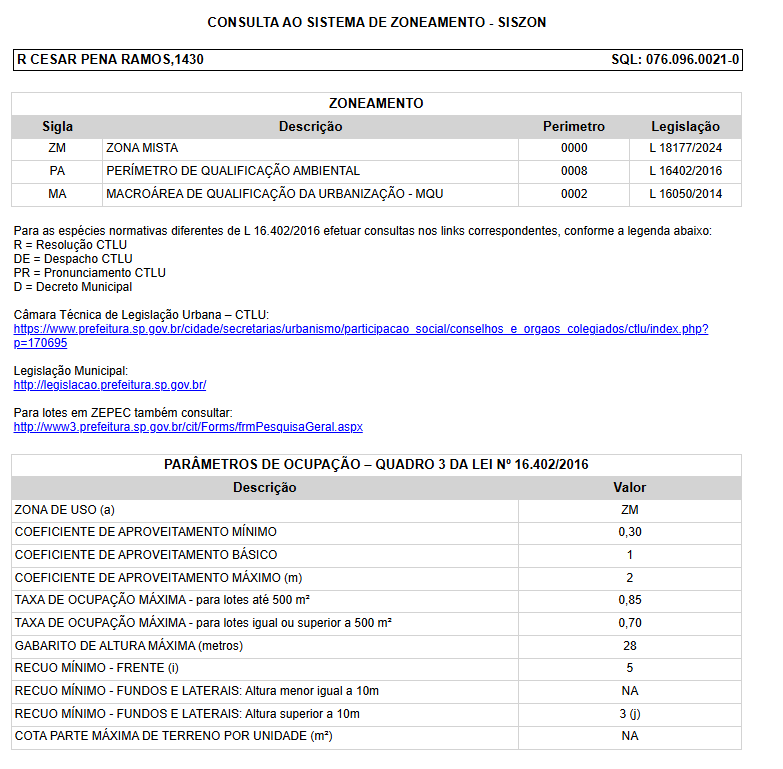 CONSULTA AO SISTEMA DE ZONEAMENTO - SISZON
R CESAR PENA RAMOS,1430 SQL: 076.096.0021-0
ZONEAMENTO
Sigla Descrição Perimetro Legislação
ZM ZONA MISTA 0000 L 18177/2024
PA PERÍMETRO DE QUALIFICAÇÃO AMBIENTAL 0008 L 16402/2016
MA MACROÁREA DE QUALIFICAÇÃO DA URBANIZAÇÃO - MQU 0002 L 16050/2014
Para as espécies normativas diferentes de L 16.402/2016 efetuar consultas nos links correspondentes, conforme a legenda abaixo:
R = Resolução CTLU
DE = Despacho CTLU
PR = Pronunciamento CTLU
D = Decreto Municipal
Câmara Técnica de Legislação Urbana – CTLU:
https://www.prefeitura.sp.gov.br/cidade/secretarias/urbanismo/participacao_social/conselhos_e_orgaos_colegiados/ctlu/index.php?
p=170695
Legislação Municipal:
http://legislacao.prefeitura.sp.gov.br/
Para lotes em ZEPEC também consultar:
http://www3.prefeitura.sp.gov.br/cit/Forms/frmPesquisaGeral.aspx
PARÂMETROS DE OCUPAÇÃO – QUADRO 3 DA LEI Nº 16.402/2016
Descrição Valor
ZONA DE USO (a) ZM
COEFICIENTE DE APROVEITAMENTO MÍNIMO 0,30
COEFICIENTE DE APROVEITAMENTO BÁSICO 1
COEFICIENTE DE APROVEITAMENTO MÁXIMO (m) 2
TAXA DE OCUPAÇÃO MÁXIMA - para lotes até 500 m² 0,85
TAXA DE OCUPAÇÃO MÁXIMA - para lotes igual ou superior a 500 m² 0,70
GABARITO DE ALTURA MÁXIMA (metros) 28
RECUO MÍNIMO - FRENTE (i) 5
RECUO MÍNIMO - FUNDOS E LATERAIS: Altura menor igual a 10m NA
RECUO MÍNIMO - FUNDOS E LATERAIS: Altura superior a 10m 3 (j)
COTA PARTE MÁXIMA DE TERRENO POR UNIDADE (m²) NA